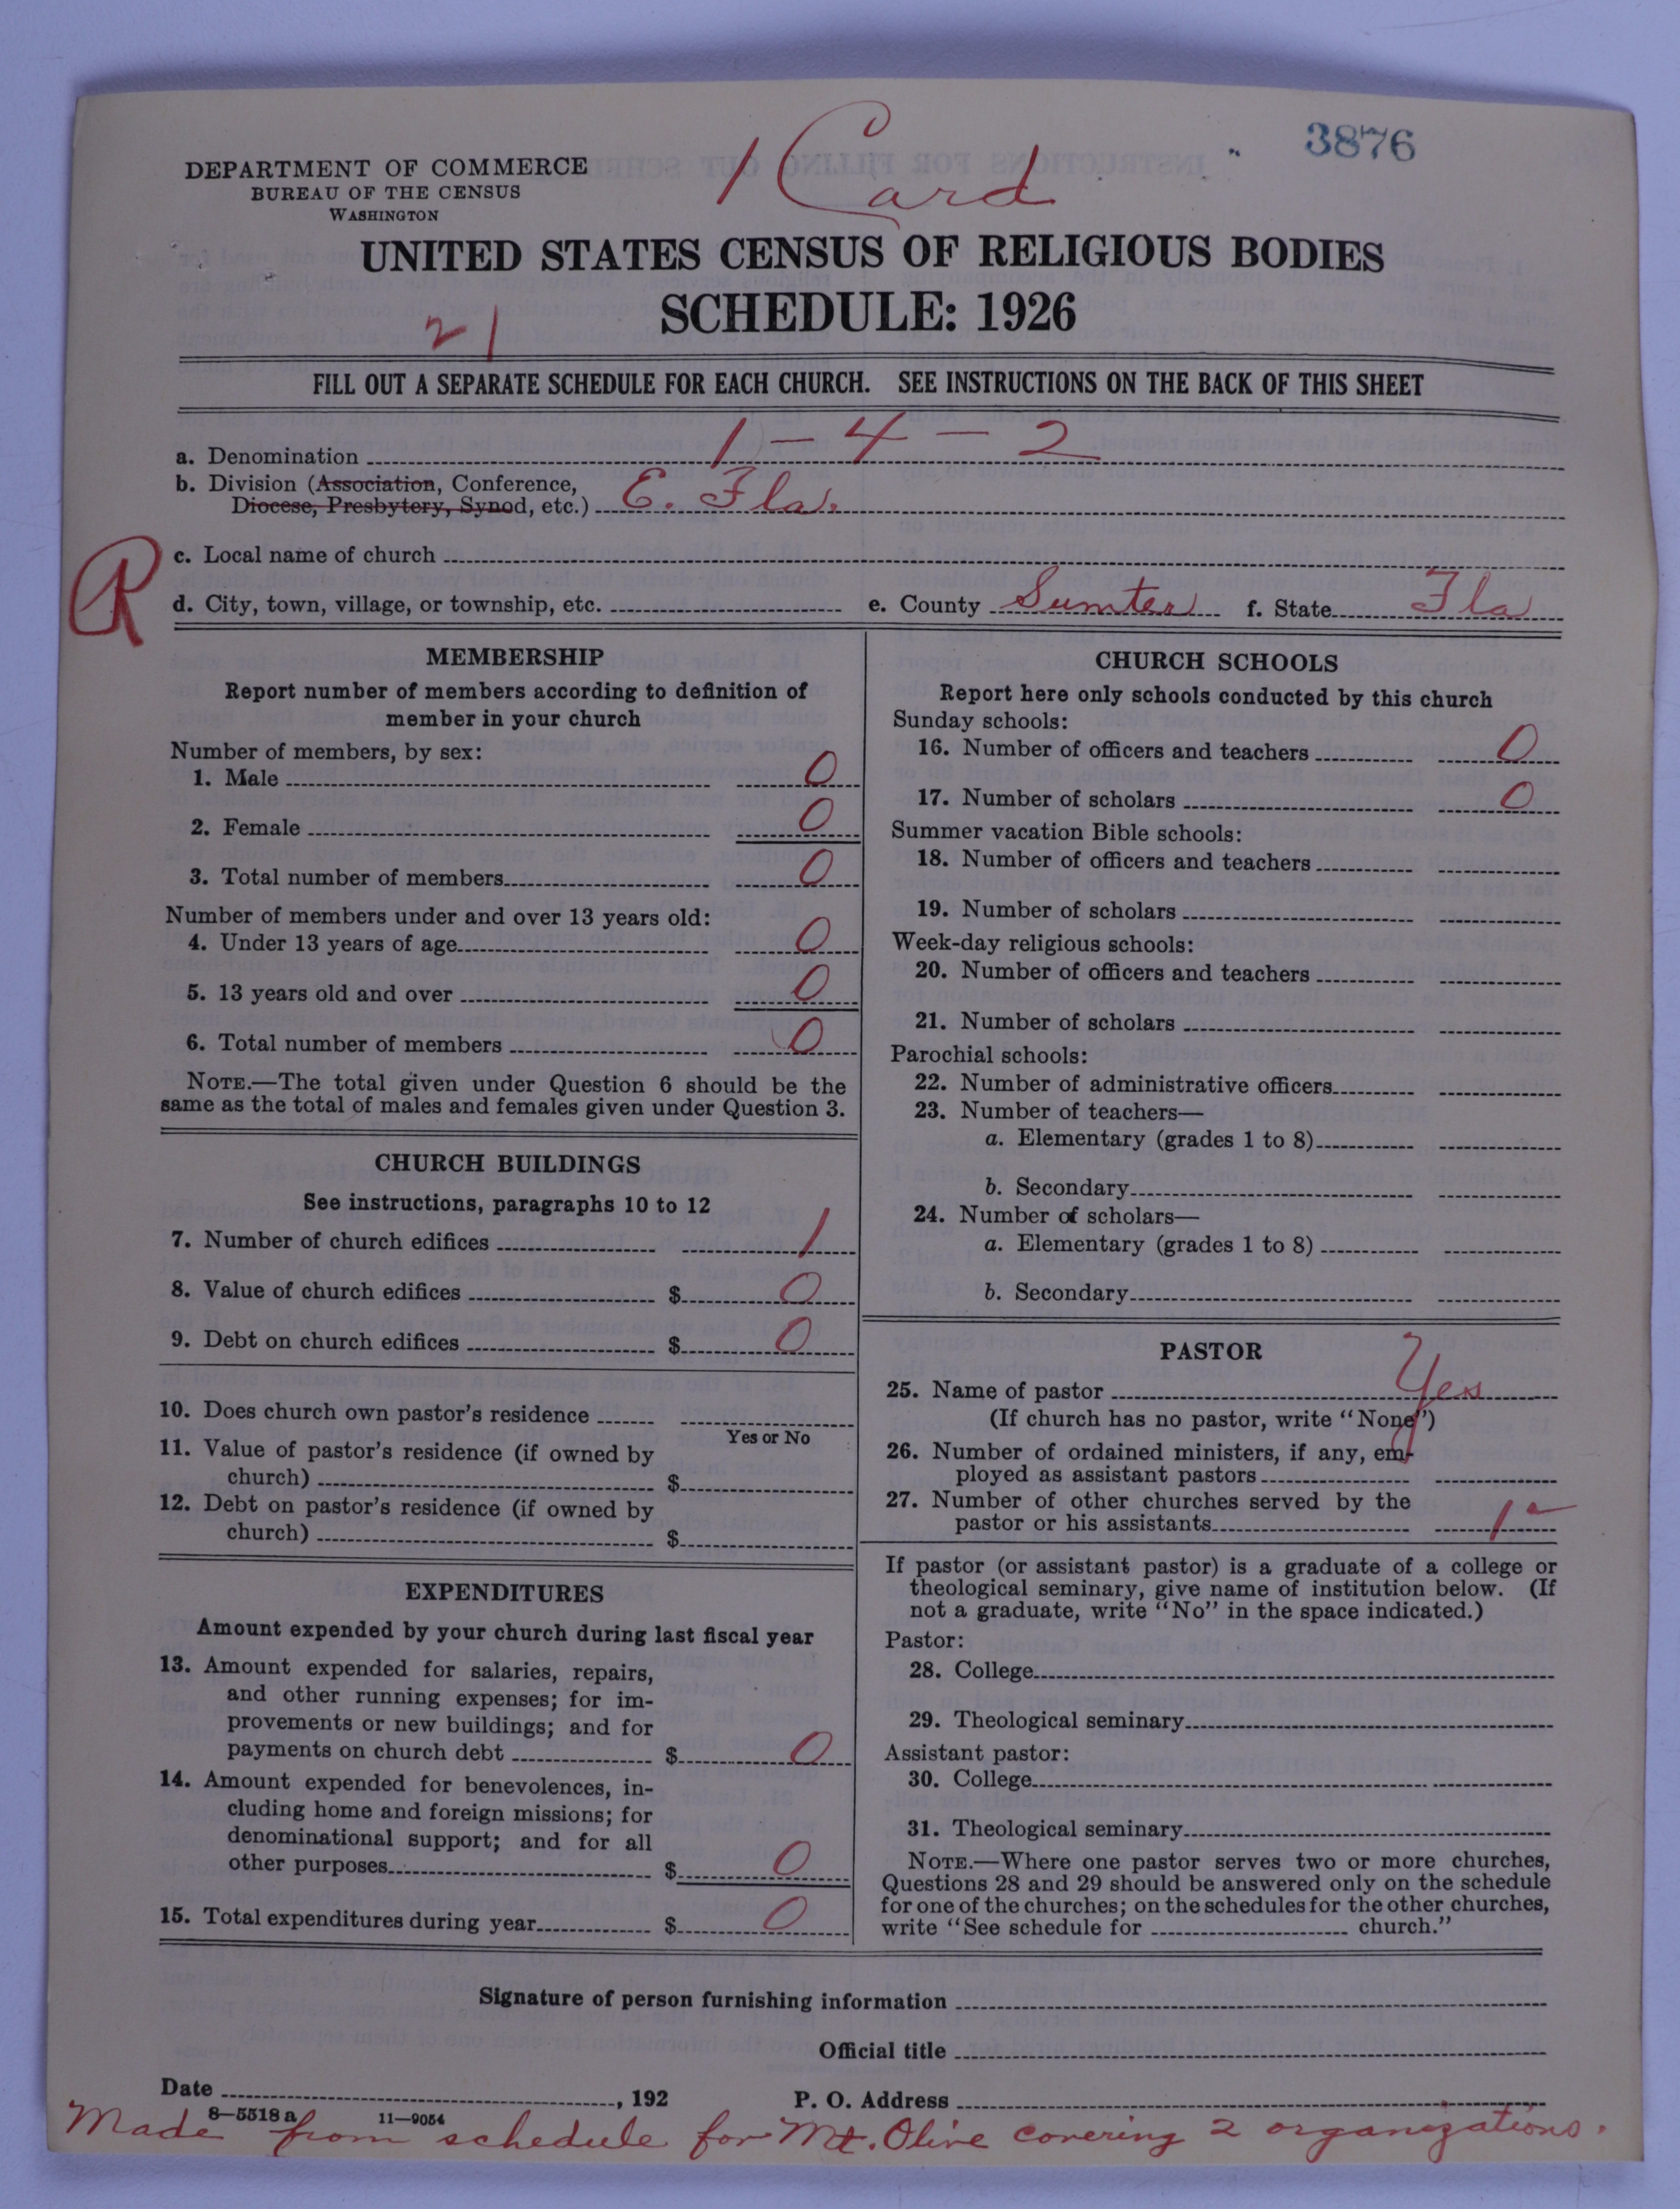 1 Card
3876
DEPARTMENT OF COMMERCE
BUREAU OF THE CENSUS
WASHINGTON
UNITED STATES CENSUS OF RELIGIOUS BODIES
SCHEDULE: 1926
21
FILL OUT A SEPARATE SCHEDULE FOR EACH CHURCH. SEE INSTRUCTIONS ON THE BACK OF THIS SHEET
a. Denomination 1 - 4 - 2
b. Division (Association, Conference,
Diocese, Presbytery, Synod, etc.) E. Fla.
R
c. Local name of church
d. City, town, village, or township, etc. e. County Sumter f. State Fla
MEMBERSHIP
Report number of members according to definition of
member in your church
Number of members, by sex:
1. Male 0
2. Female 0
3. Total number of members 0
Number of members under and over 13 years old:
4. Under 13 years of age 0
5. 13 years old and over 0
6. Total number of members 0
NOTE.—The total given under Question 6 should be the
same as the total of males and females given under Question 3.
CHURCH BUILDINGS
See instructions, paragraphs 10 to 12
7. Number of church edifices 1
8. Value of church edifices $ 0
9. Debt on church edifices $ 0
10. Does church own pastor's residence
Yes or No
11. Value of pastor's residence (if owned by
church) $
12. Debt on pastor's residence (if owned by
church) $
EXPENDITURES
Amount expended by your church during last fiscal year
13. Amount expended for salaries, repairs,
and other running expenses; for im-
provements or new buildings; and for
payments on church debt $ 0
14. Amount expended for benevolences, in-
cluding home and foreign missions; for
denominational support; and for all
other purposes $ 0
15. Total expenditures during year $ 0
CHURCH SCHOOLS
Report here only schools conducted by this church
Sunday schools:
16. Number of officers and teachers 0
17. Number of scholars 0
Summer vacation Bible schools:
18. Number of officers and teachers
19. Number of scholars
Week-day religious schools:
20. Number of officers and teachers
21. Number of scholars
Parochial schools:
22. Number of administrative officers
23. Number of teachers—
a. Elementary (grades 1 to 8)
b. Secondary
24. Number of scholars—
a. Elementary (grades 1 to 8)
b. Secondary
PASTOR
25. Name of pastor Yes
(If church has no pastor, write "None")
26. Number of ordained ministers, if any, em-
ployed as assistant pastors
27. Number of other churches served by the
pastor or his assistants 1
If pastor (or assistant pastor) is a graduate of a college or
theological seminary, give name of institution below. (If
not a graduate, write "No" in the space indicated.)
Pastor:
28. College
29. Theological seminary
Assistant pastor:
30. College
31. Theological seminary
NOTE.—Where one pastor serves two or more churches,
Questions 28 and 29 should be answered only on the schedule
for one of the churches; on the schedules for the other churches,
write "See schedule for church."
Signature of person furnishing information
Official title
Date , 192 P. O. Address
8—5518 a 11—9054
Made from schedule for Mt. Olive covering 2 organizations.